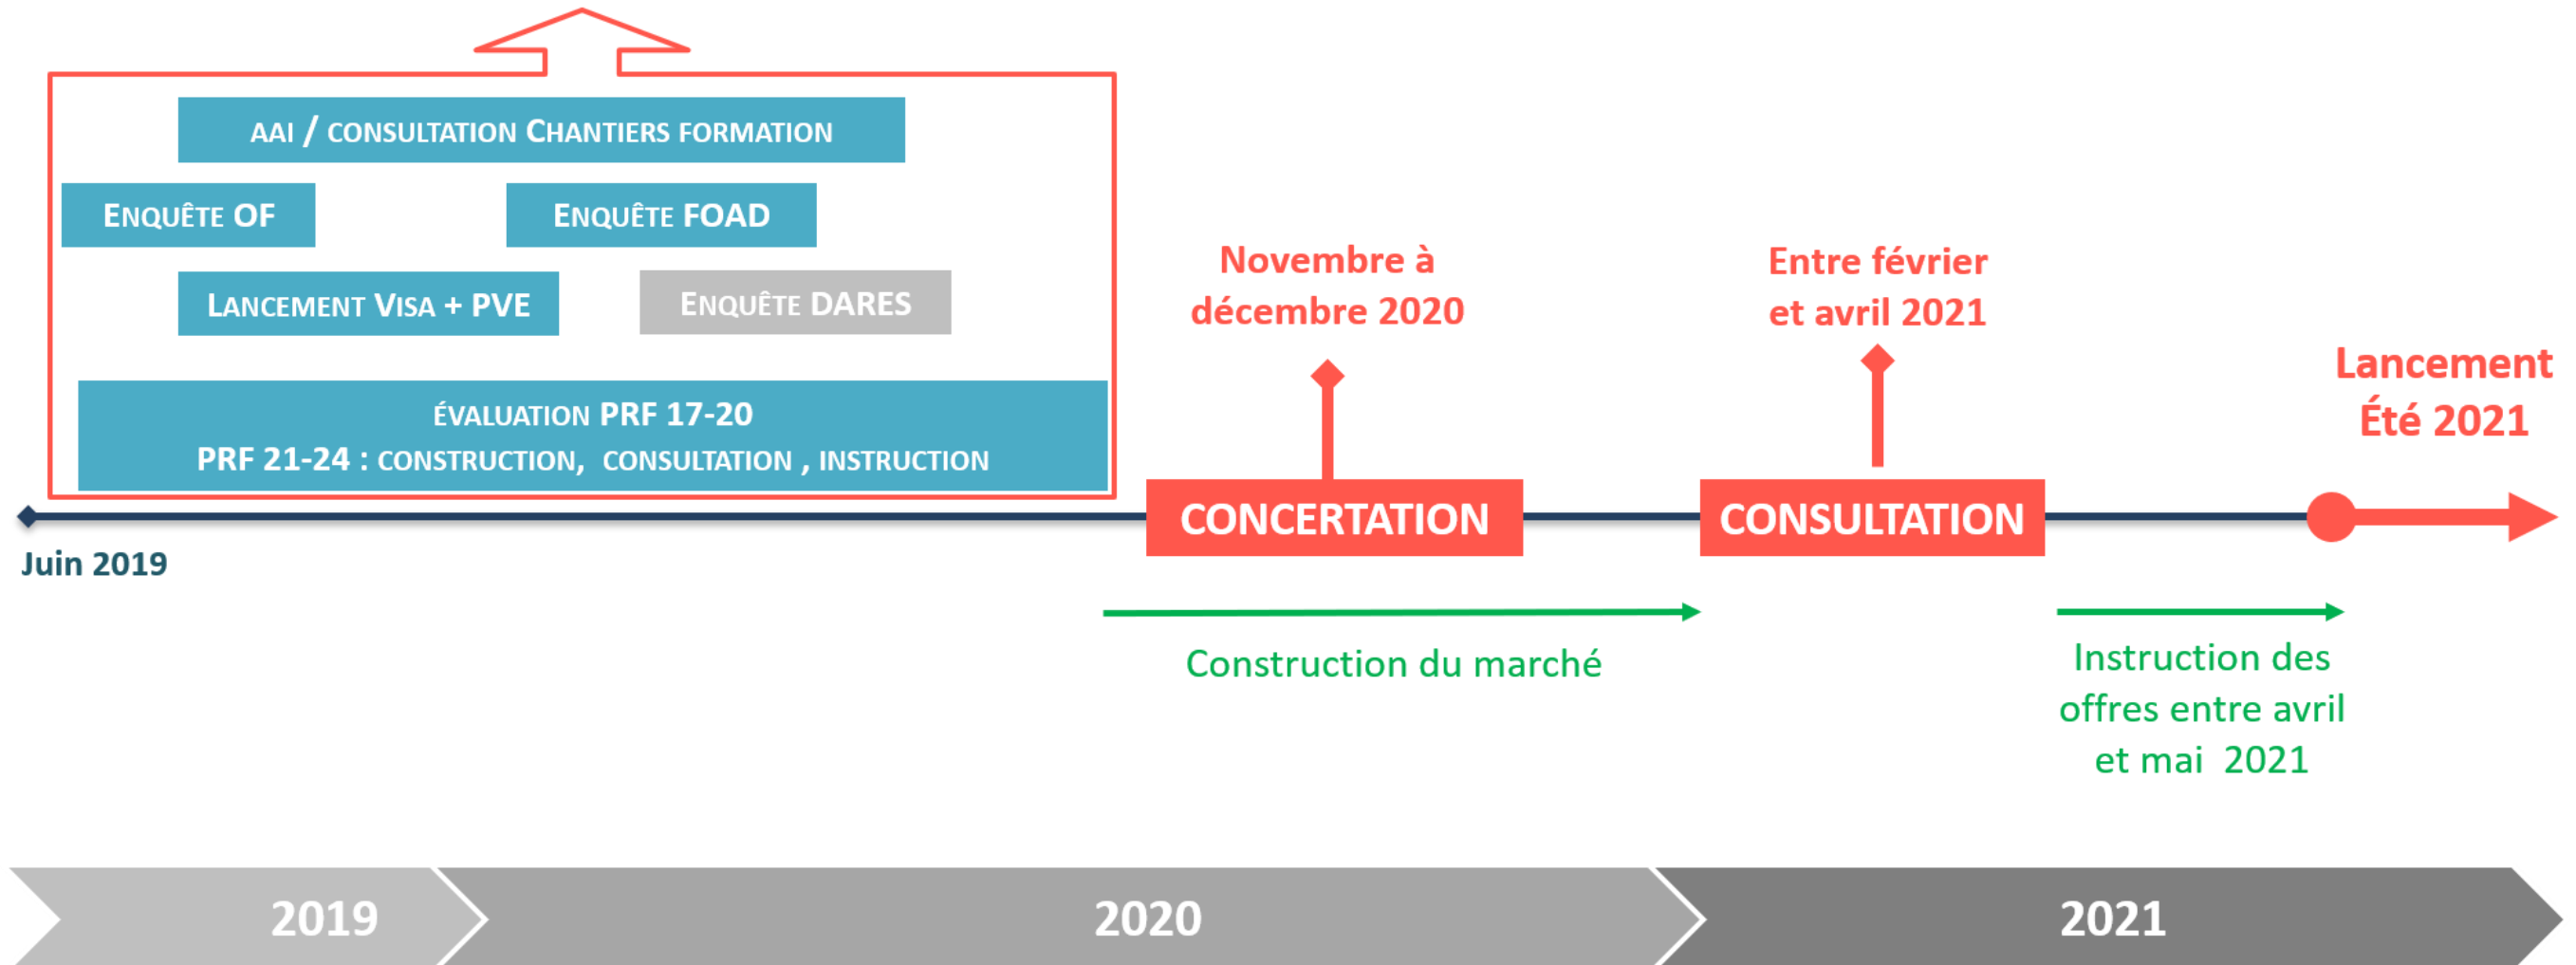 AAI / CONSULTATION CHANTIERS FORMATION
ENQUÊTE OF
ENQUÊTE FOAD
LANCEMENT VISA + PVE
ENQUÊTE DARES
ÉVALUATION PRF 17-20
PRF 21-24 : CONSTRUCTION, CONSULTATION , INSTRUCTION
Novembre à
décembre 2020
Entre février
et avril 2021
Lancement
Été 2021
CONCERTATION
CONSULTATION
Juin 2019
Construction du marché
Instruction des
offres entre avril
et mai 2021
2019
2020
2021